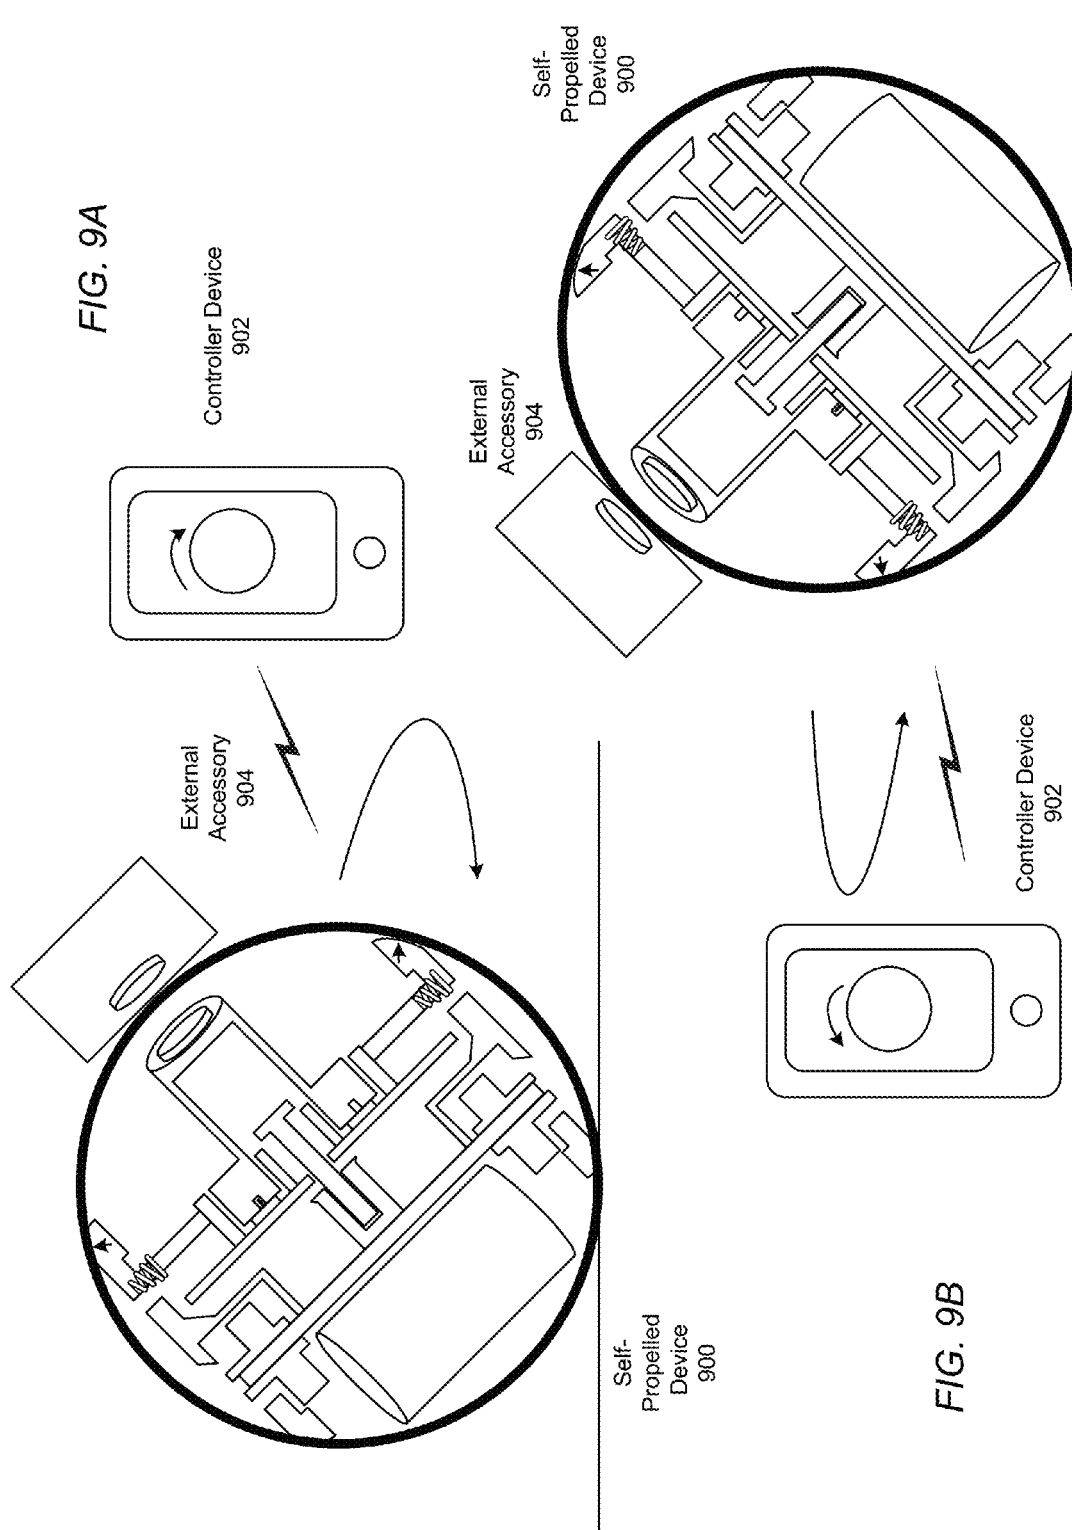 FIG. 9A
Controller Device
902
External
Accessory
904
Self-
Propelled
Device
900
FIG. 9B
Self-
Propelled
Device
900
External
Accessory
904
Controller Device
902